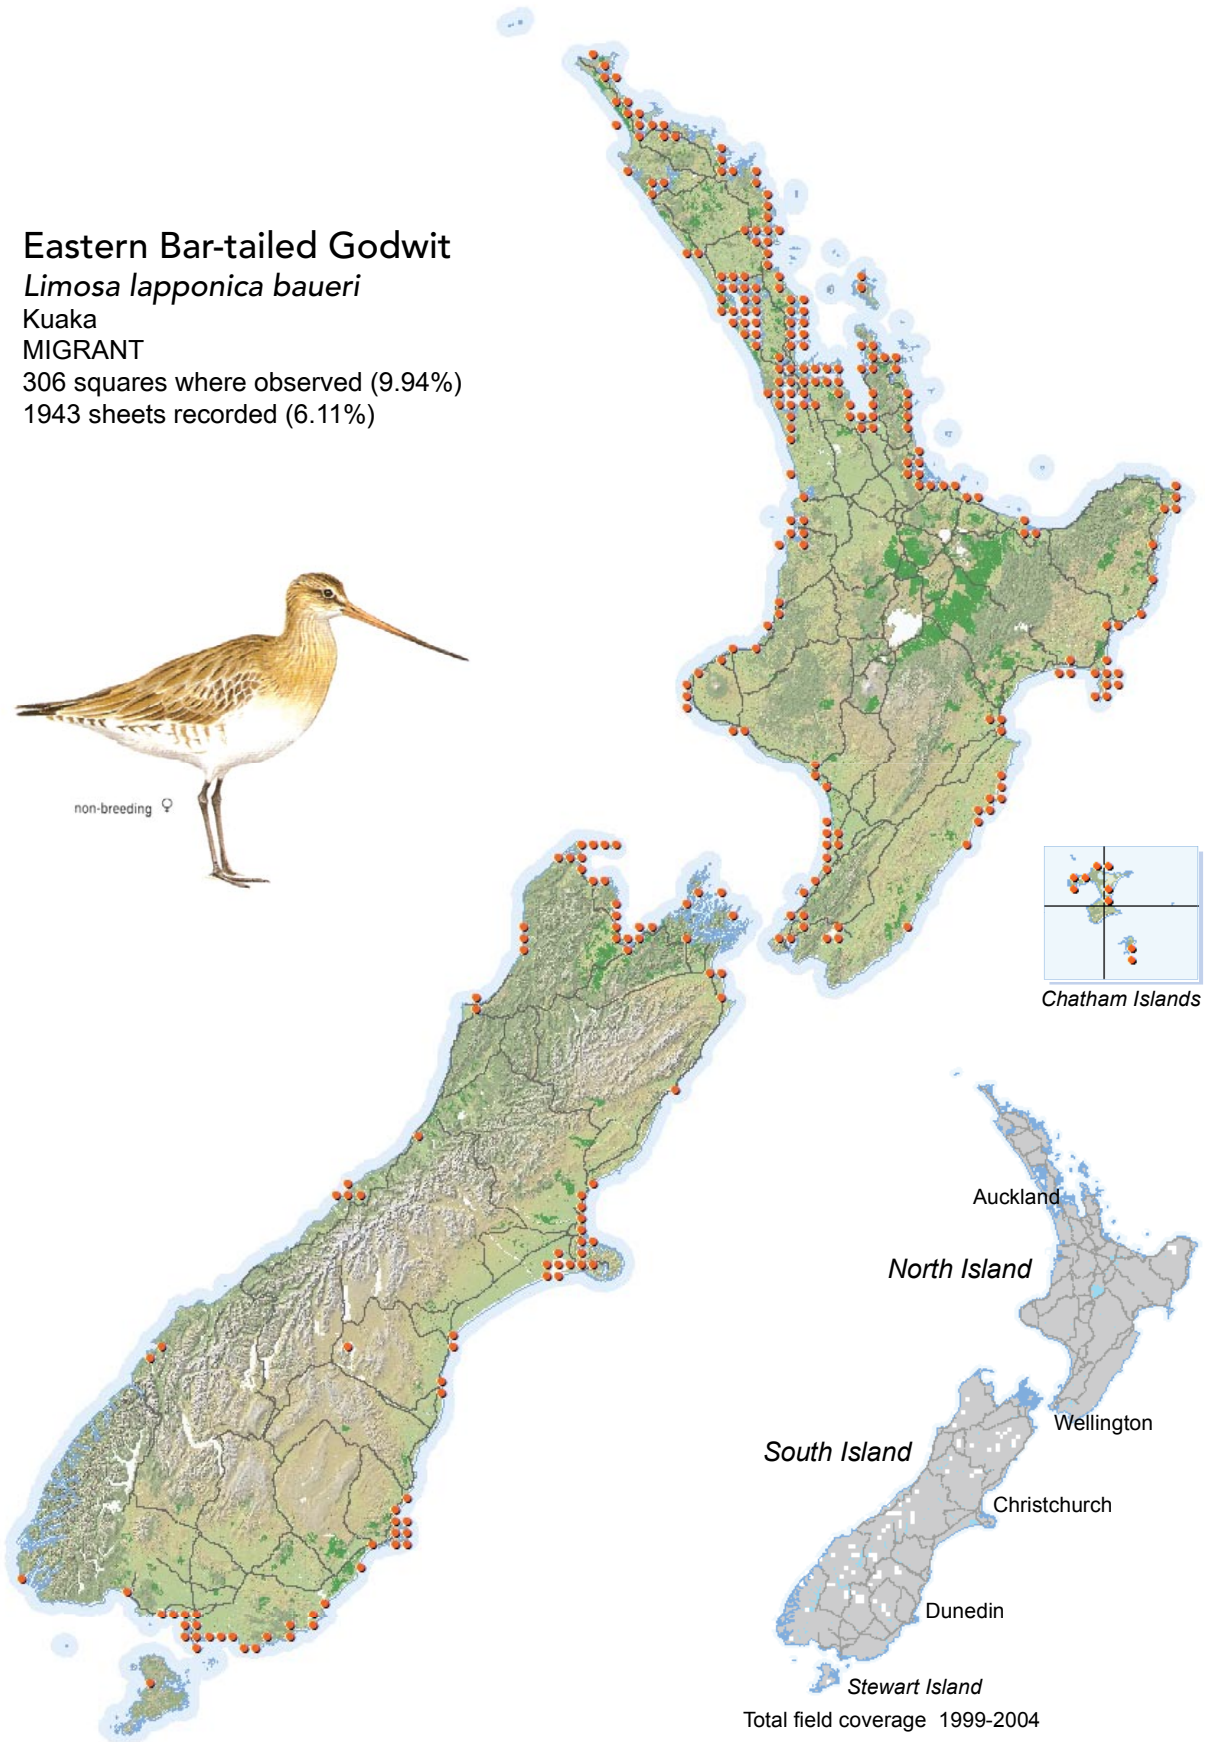 Eastern Bar-tailed Godwit
Limosa lapponica baueri
Kuaka
MIGRANT
306 squares where observed (9.94%)
1943 sheets recorded (6.11%)
non-breeding ♀
Chatham Islands
Auckland
North Island
Wellington
South Island
Christchurch
Dunedin
Stewart Island
Total field coverage 1999-2004